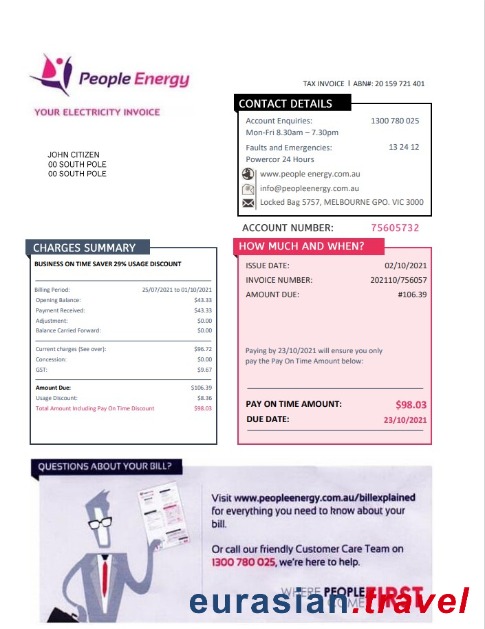 People Energy
TAX INVOICE | ABN#: 20 159 721 401
YOUR ELECTRICITY INVOICE
JOHN CITIZEN
00 SOUTH POLE
00 SOUTH POLE
CONTACT DETAILS
Account Enquiries: 1300 780 025
Mon-Fri 8.30am – 7.30pm
Faults and Emergencies: 13 24 12
Powercor 24 Hours
www.people energy.com.au
info@peopleenergy.com.au
Locked Bag 5757, MELBOURNE GPO. VIC 3000
ACCOUNT NUMBER: 75605732
CHARGES SUMMARY
BUSINESS ON TIME SAVER 29% USAGE DISCOUNT
Billing Period: 25/07/2021 to 01/10/2021
Opening Balance: $43.33
Payment Received: $43.33
Adjustment: $0.00
Balance Carried Forward: $0.00
Current charges (See over): $96.72
Concession: $0.00
GST: $9.67
Amount Due: $106.39
Usage Discount: $8.36
Total Amount Including Pay On Time Discount $98.03
HOW MUCH AND WHEN?
ISSUE DATE: 02/10/2021
INVOICE NUMBER: 202110/756057
AMOUNT DUE: #106.39
Paying by 23/10/2021 will ensure you only
pay the Pay On Time Amount below:
PAY ON TIME AMOUNT: $98.03
DUE DATE: 23/10/2021
QUESTIONS ABOUT YOUR BILL?
Visit www.peopleenergy.com.au/billexplained
for everything you need to know about your
bill.
Or call our friendly Customer Care Team on
1300 780 025, we're here to help.
WHERE PEOPLE
COME FIRST
eurasian.travel